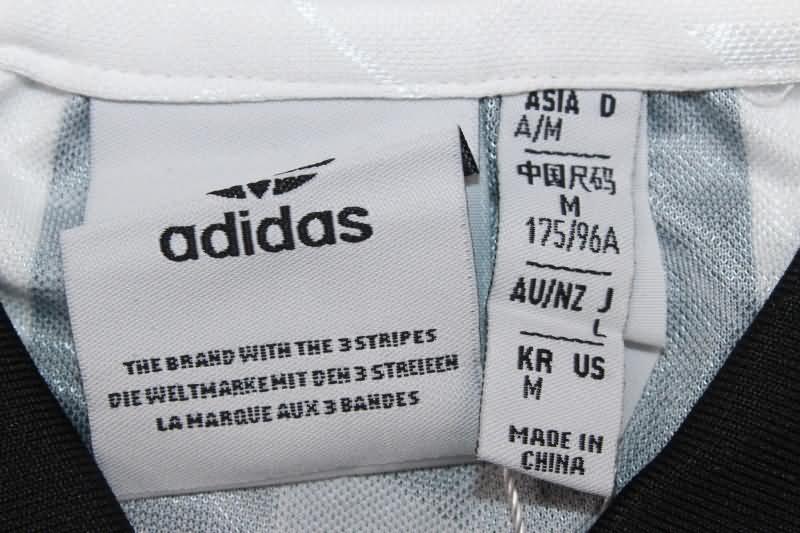 adidas
THE BRAND WITH THE 3 STRIPES
DIE WELTMARKE MIT DEN 3 STREIFEN
LA MARQUE AUX 3 BANDES
ASIA D
A/M
中国尺码
M
175/96A
AU/NZ J
L
KR US
M
MADE IN
CHINA